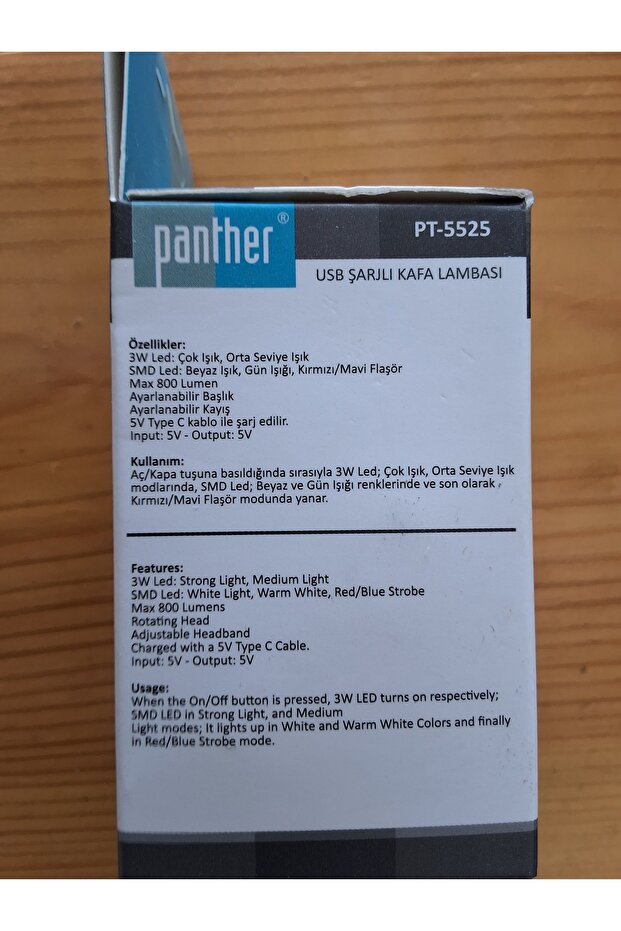 panther®
PT-5525
USB ŞARJLI KAFA LAMBASI
Özellikler:
3W Led: Çok Işık, Orta Seviye Işık
SMD Led: Beyaz Işık, Gün Işığı, Kırmızı/Mavi Flaşör
Max 800 Lumen
Ayarlanabilir Başlık
Ayarlanabilir Kayış
5V Type C kablo ile şarj edilir.
Input: 5V - Output: 5V
Kullanım:
Aç/Kapa tuşuna basıldığında sırasıyla 3W Led; Çok Işık, Orta Seviye Işık
modlarında, SMD Led; Beyaz ve Gün Işığı renklerinde ve son olarak
Kırmızı/Mavi Flaşör modunda yanar.
Features:
3W Led: Strong Light, Medium Light
SMD Led: White Light, Warm White, Red/Blue Strobe
Max 800 Lumens
Rotating Head
Adjustable Headband
Charged with a 5V Type C Cable.
Input: 5V - Output: 5V
Usage:
When the On/Off button is pressed, 3W LED turns on respectively;
SMD LED in Strong Light, and Medium
Light modes; It lights up in White and Warm White Colors and finally
in Red/Blue Strobe mode.